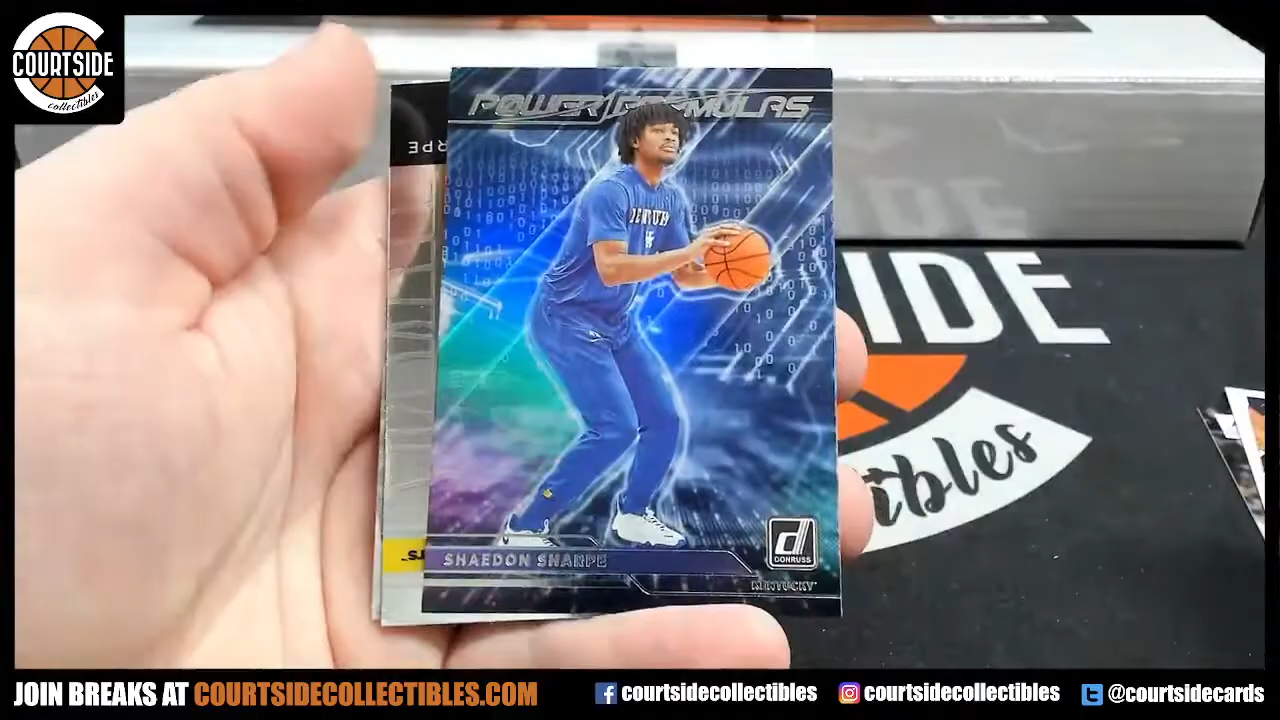 COURTSIDE
collectibles
POWER FORMULAS
SHAEDON SHARPE
DONRUSS
KENTUCKY
IDE
ibles
JOIN BREAKS AT COURTSIDECOLLECTIBLES.COM
courtsidecollectibles
courtsidecollectibles
@courtsidecards